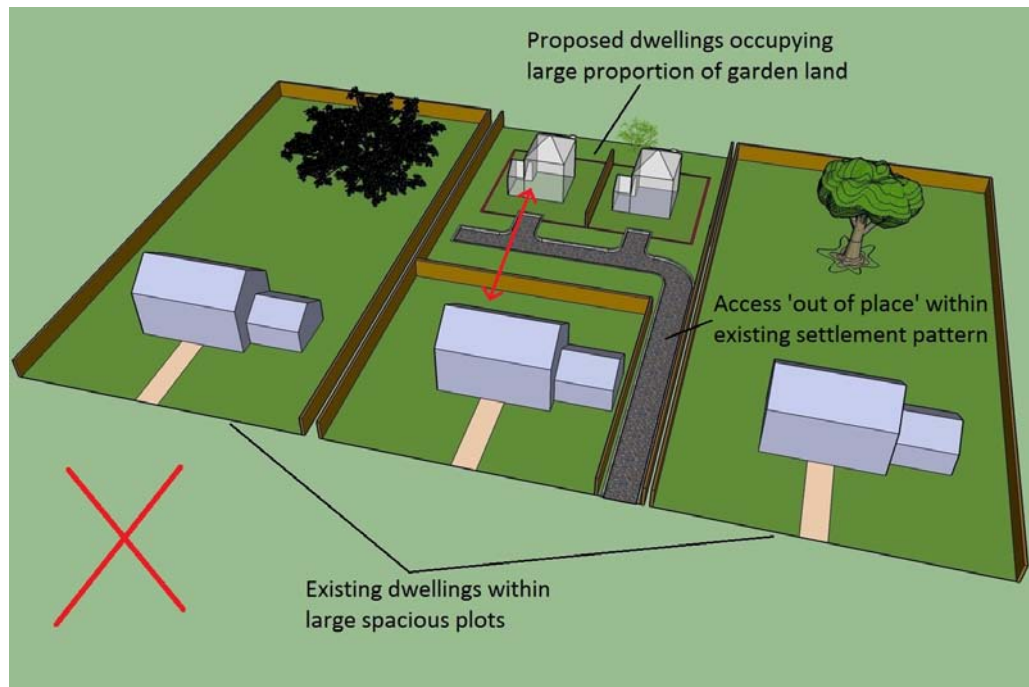 Proposed dwellings occupying
large proportion of garden land
Access 'out of place' within
existing settlement pattern
Existing dwellings within
large spacious plots